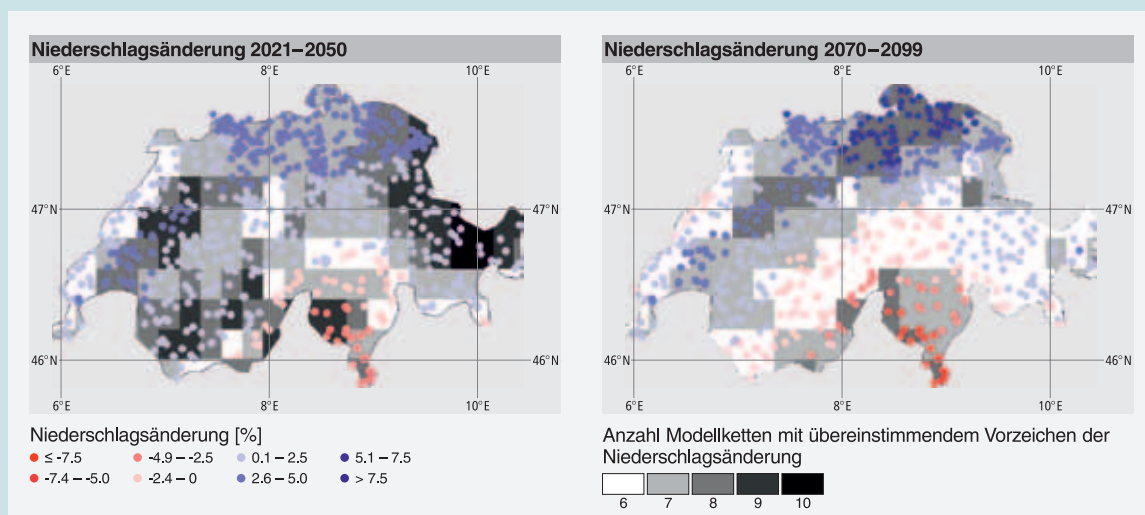 Niederschlagsänderung 2021–2050
6°E 8°E 10°E
47°N 47°N
46°N 46°N
6°E 8°E 10°E
Niederschlagsänderung [%]
≤ -7.5 -4.9 – -2.5 0.1 – 2.5 5.1 – 7.5
-7.4 – -5.0 -2.4 – 0 2.6 – 5.0 > 7.5
Niederschlagsänderung 2070–2099
6°E 8°E 10°E
47°N 47°N
46°N 46°N
6°E 8°E 10°E
Anzahl Modellketten mit übereinstimmendem Vorzeichen der
Niederschlagsänderung
6 7 8 9 10